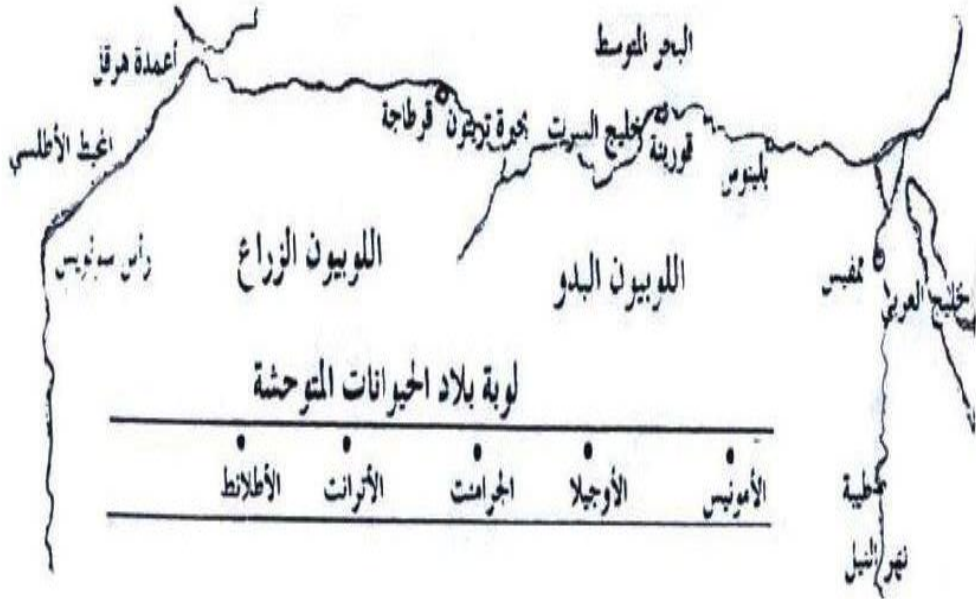 البحر المتوسط
أعمدة هرقل
قرطاجة
بحيرة تريتون
خليج السرت
قورينة
بلينوس
المحيط الأطلسي
رأس سولويس
اللوبيون الزراع
اللوبيون البدو
ممفيس
الخليج العربي
لوبة بلاد الحيوانات المتوحشة
الأمونيس
الأوجيلا
الجرامنت
الأترانت
الأطلانط
طيبة
نهر النيل